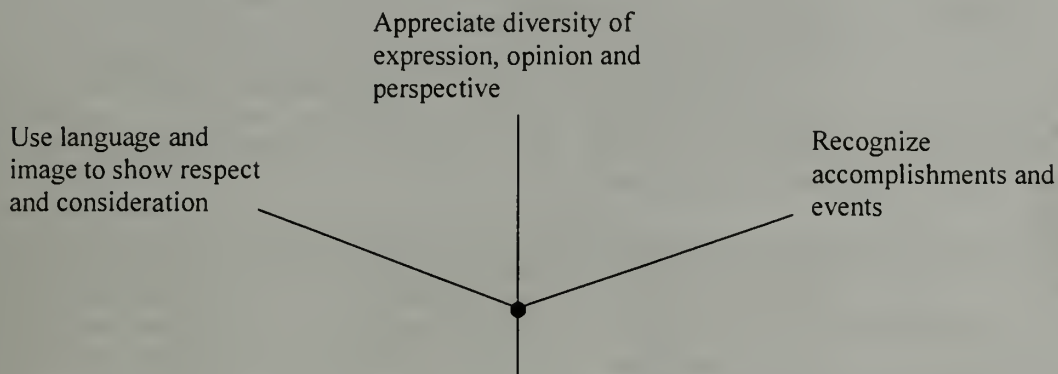 Appreciate diversity of
expression, opinion and
perspective
Use language and
image to show respect
and consideration
Recognize
accomplishments and
events